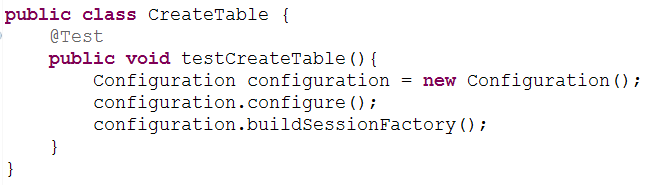 public class CreateTable {
    @Test
    public void testCreateTable(){
        Configuration configuration = new Configuration();
        configuration.configure();
        configuration.buildSessionFactory();
    }
}